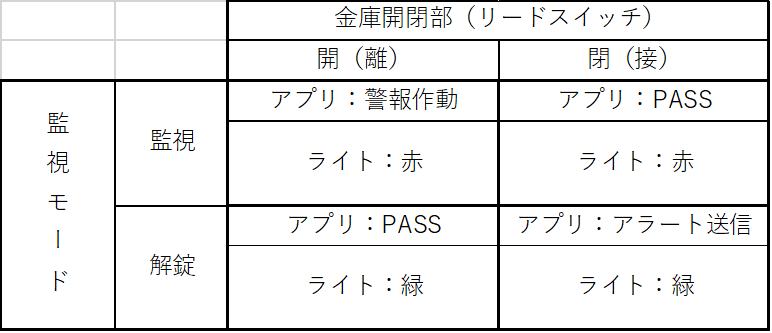 金庫開閉部（リードスイッチ）
開（離）
閉（接）
監視モード
監視
アプリ：警報作動
アプリ：PASS
ライト：赤
ライト：赤
解錠
アプリ：PASS
アプリ：アラート送信
ライト：緑
ライト：緑